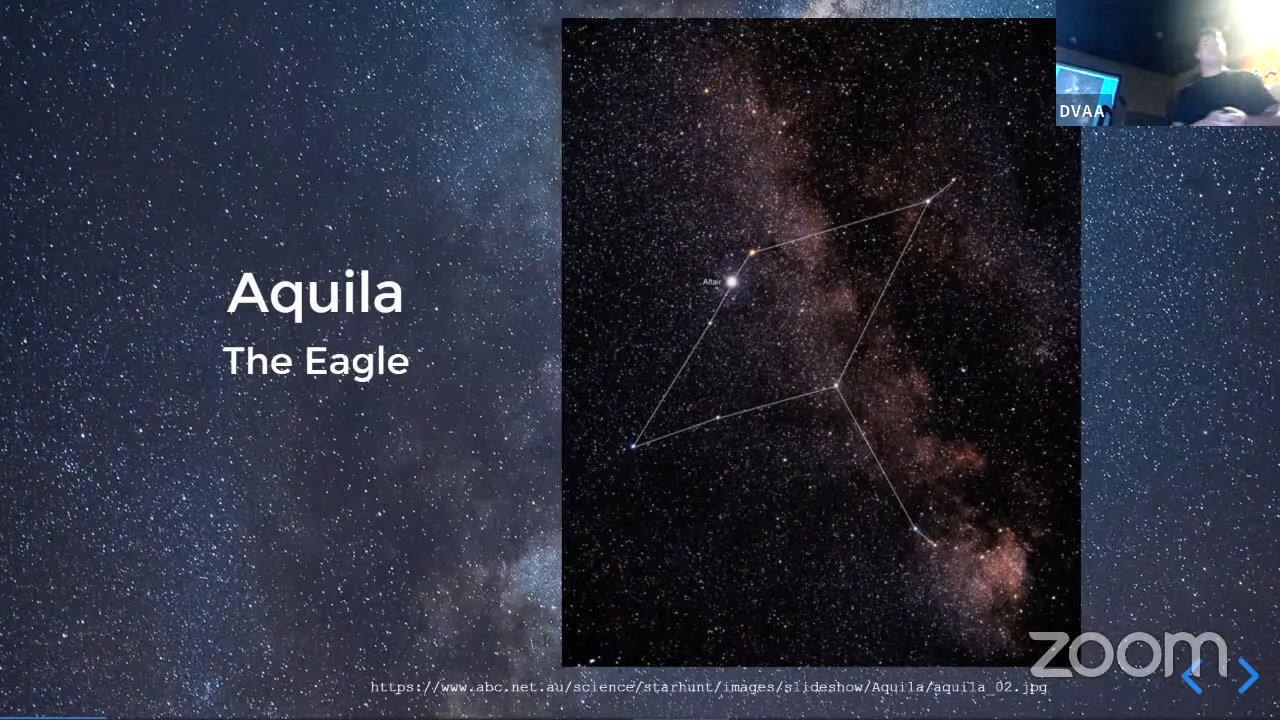 DVAA
Altair
Aquila
The Eagle
zoom
https://www.abc.net.au/science/starhunt/images/slideshow/Aquila/aquila_02.jpg